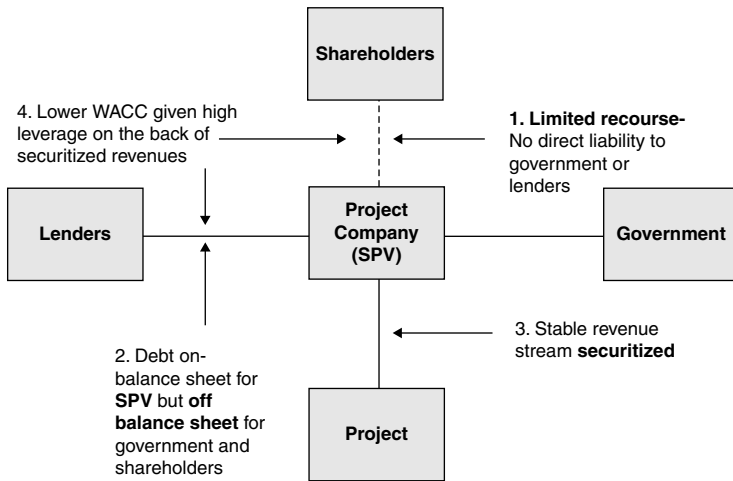 Shareholders
4. Lower WACC given high
leverage on the back of
securitized revenues
1. Limited recourse-
No direct liability to
government or
lenders
Lenders
Project
Company
(SPV)
Government
2. Debt on-
balance sheet for
SPV but off
balance sheet for
government and
shareholders
3. Stable revenue
stream securitized
Project